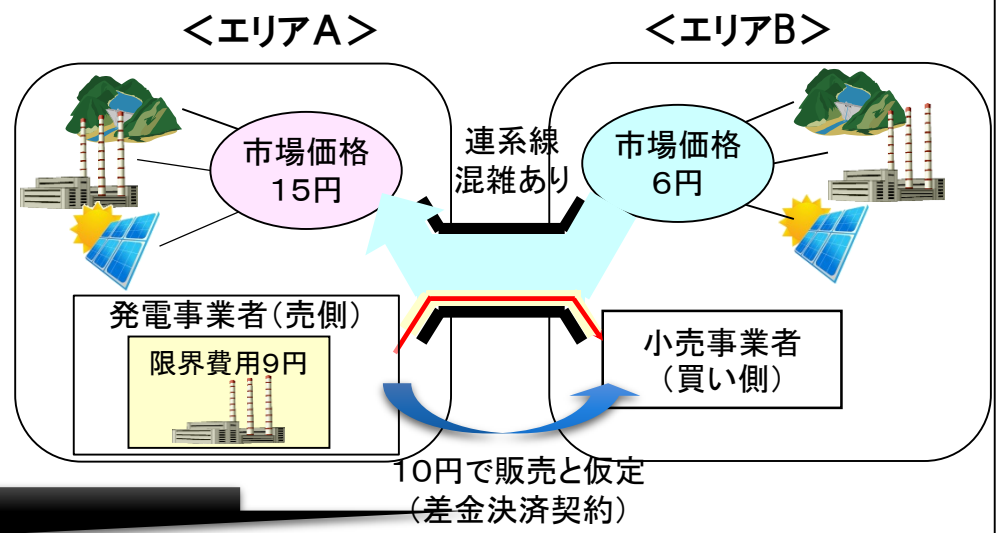 ＜エリアA＞
＜エリアB＞
市場価格
15円
連系線
混雑あり
市場価格
6円
発電事業者（売側）
限界費用9円
小売事業者
（買い側）
10円で販売と仮定
（差金決済契約）